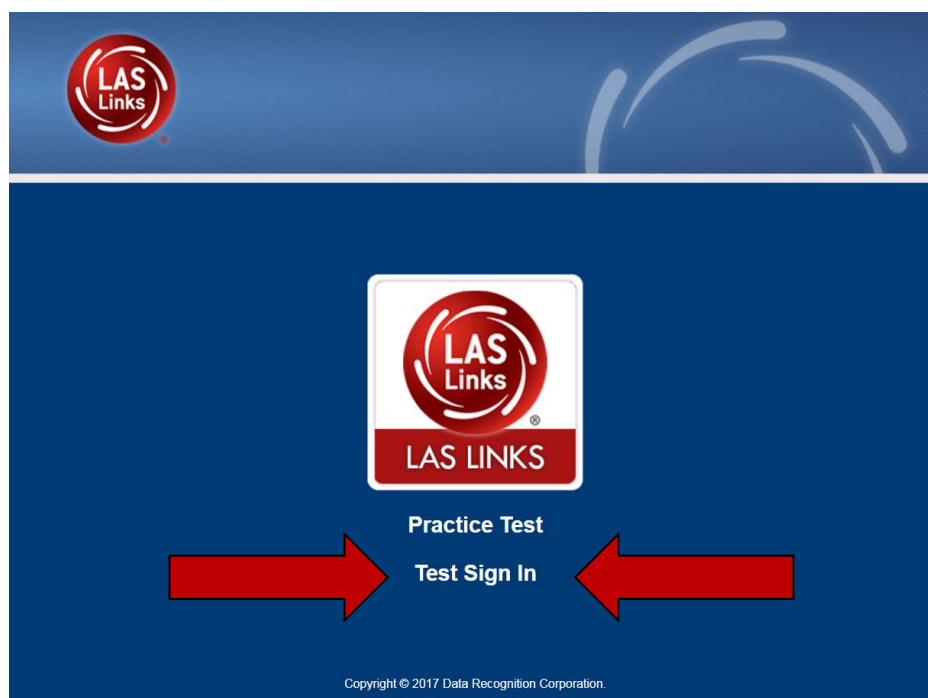 LAS
Links
®
LAS
Links
®
LAS LINKS
Practice Test
Test Sign In
Copyright © 2017 Data Recognition Corporation.